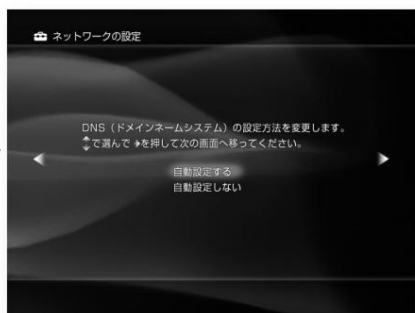 ネットワークの設定
DNS(ドメインネームシステム)の設定方法を変更します。
で選んで を押して次の画面へ移ってください。
自動設定する
自動設定しない